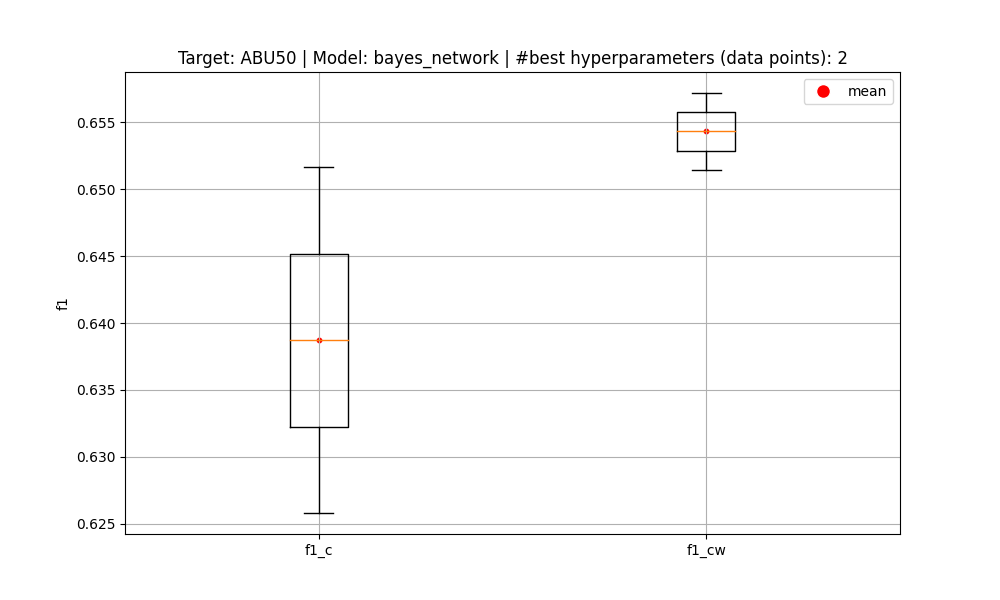 Target: ABU50 | Model: bayes_network | #best hyperparameters (data points): 2
mean
0.655
0.650
0.645
0.640
0.635
0.630
0.625
f1
f1_c
f1_cw